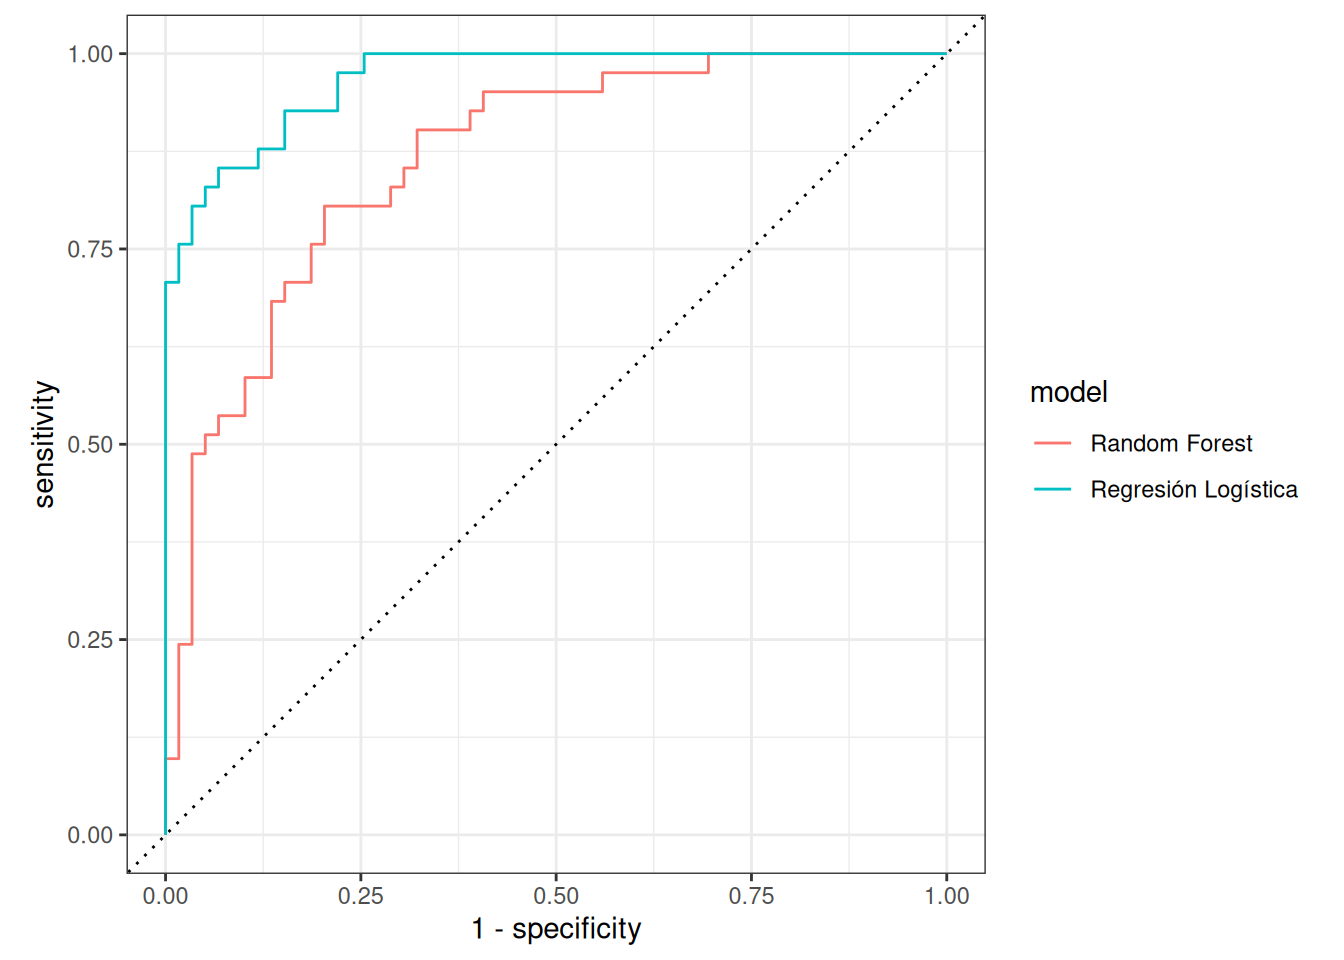 1.00
0.75
0.50
0.25
0.00
sensitivity
0.00 0.25 0.50 0.75 1.00
1 - specificity
model
Random Forest
Regresión Logística